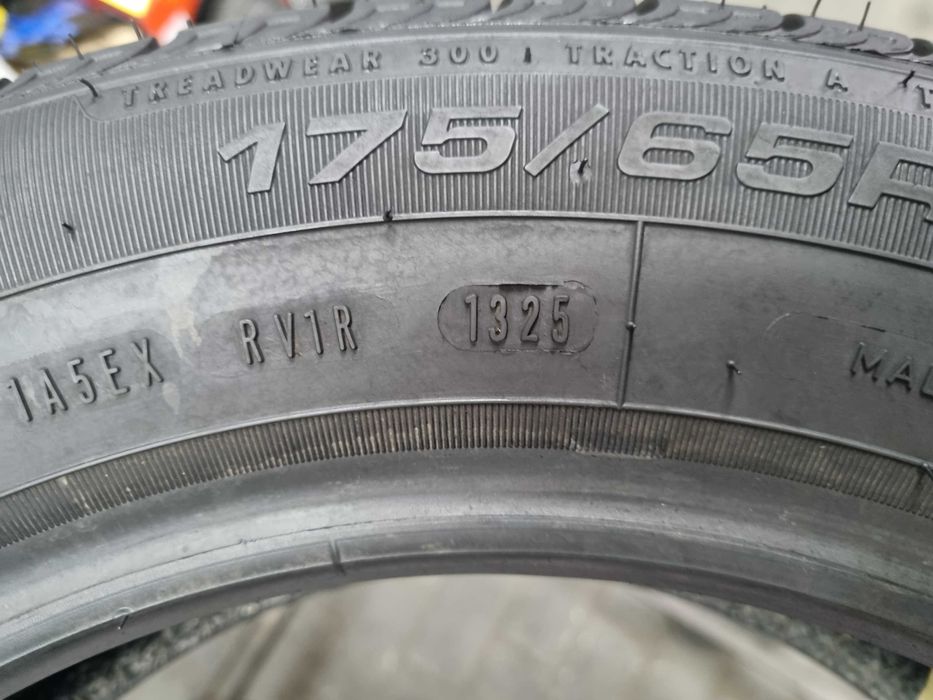 TREADWEAR 300 TRACTION A
175/65R
1A5EX RV1R 1325